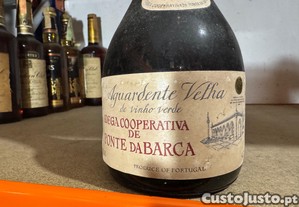 Aguardente Velha
de Vinho Verde
ADEGA COOPERATIVA
DE
PONTE DA BARCA
PRODUCE OF PORTUGAL
CustoJusto.pt